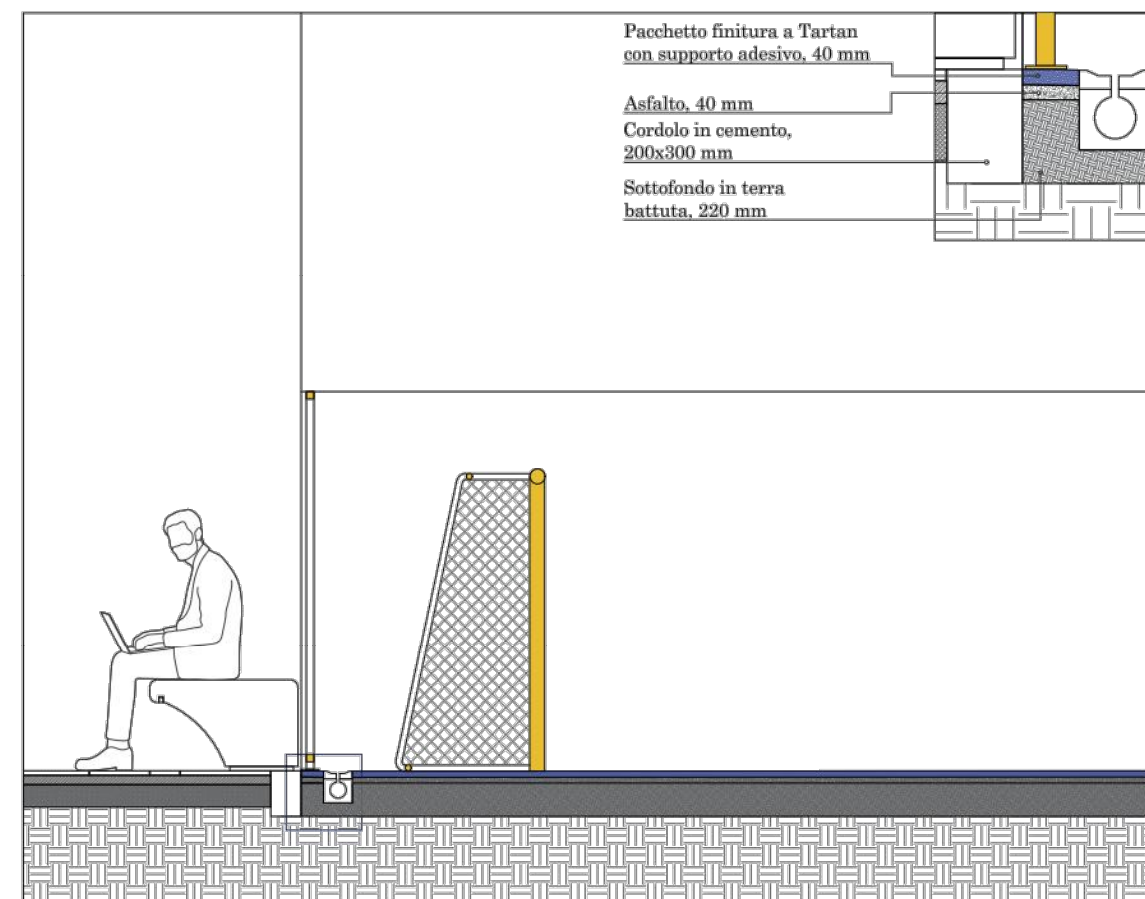 Pacchetto finitura a Tartan
con supporto adesivo, 40 mm
Asfalto, 40 mm
Cordolo in cemento,
200x300 mm
Sottofondo in terra
battuta, 220 mm